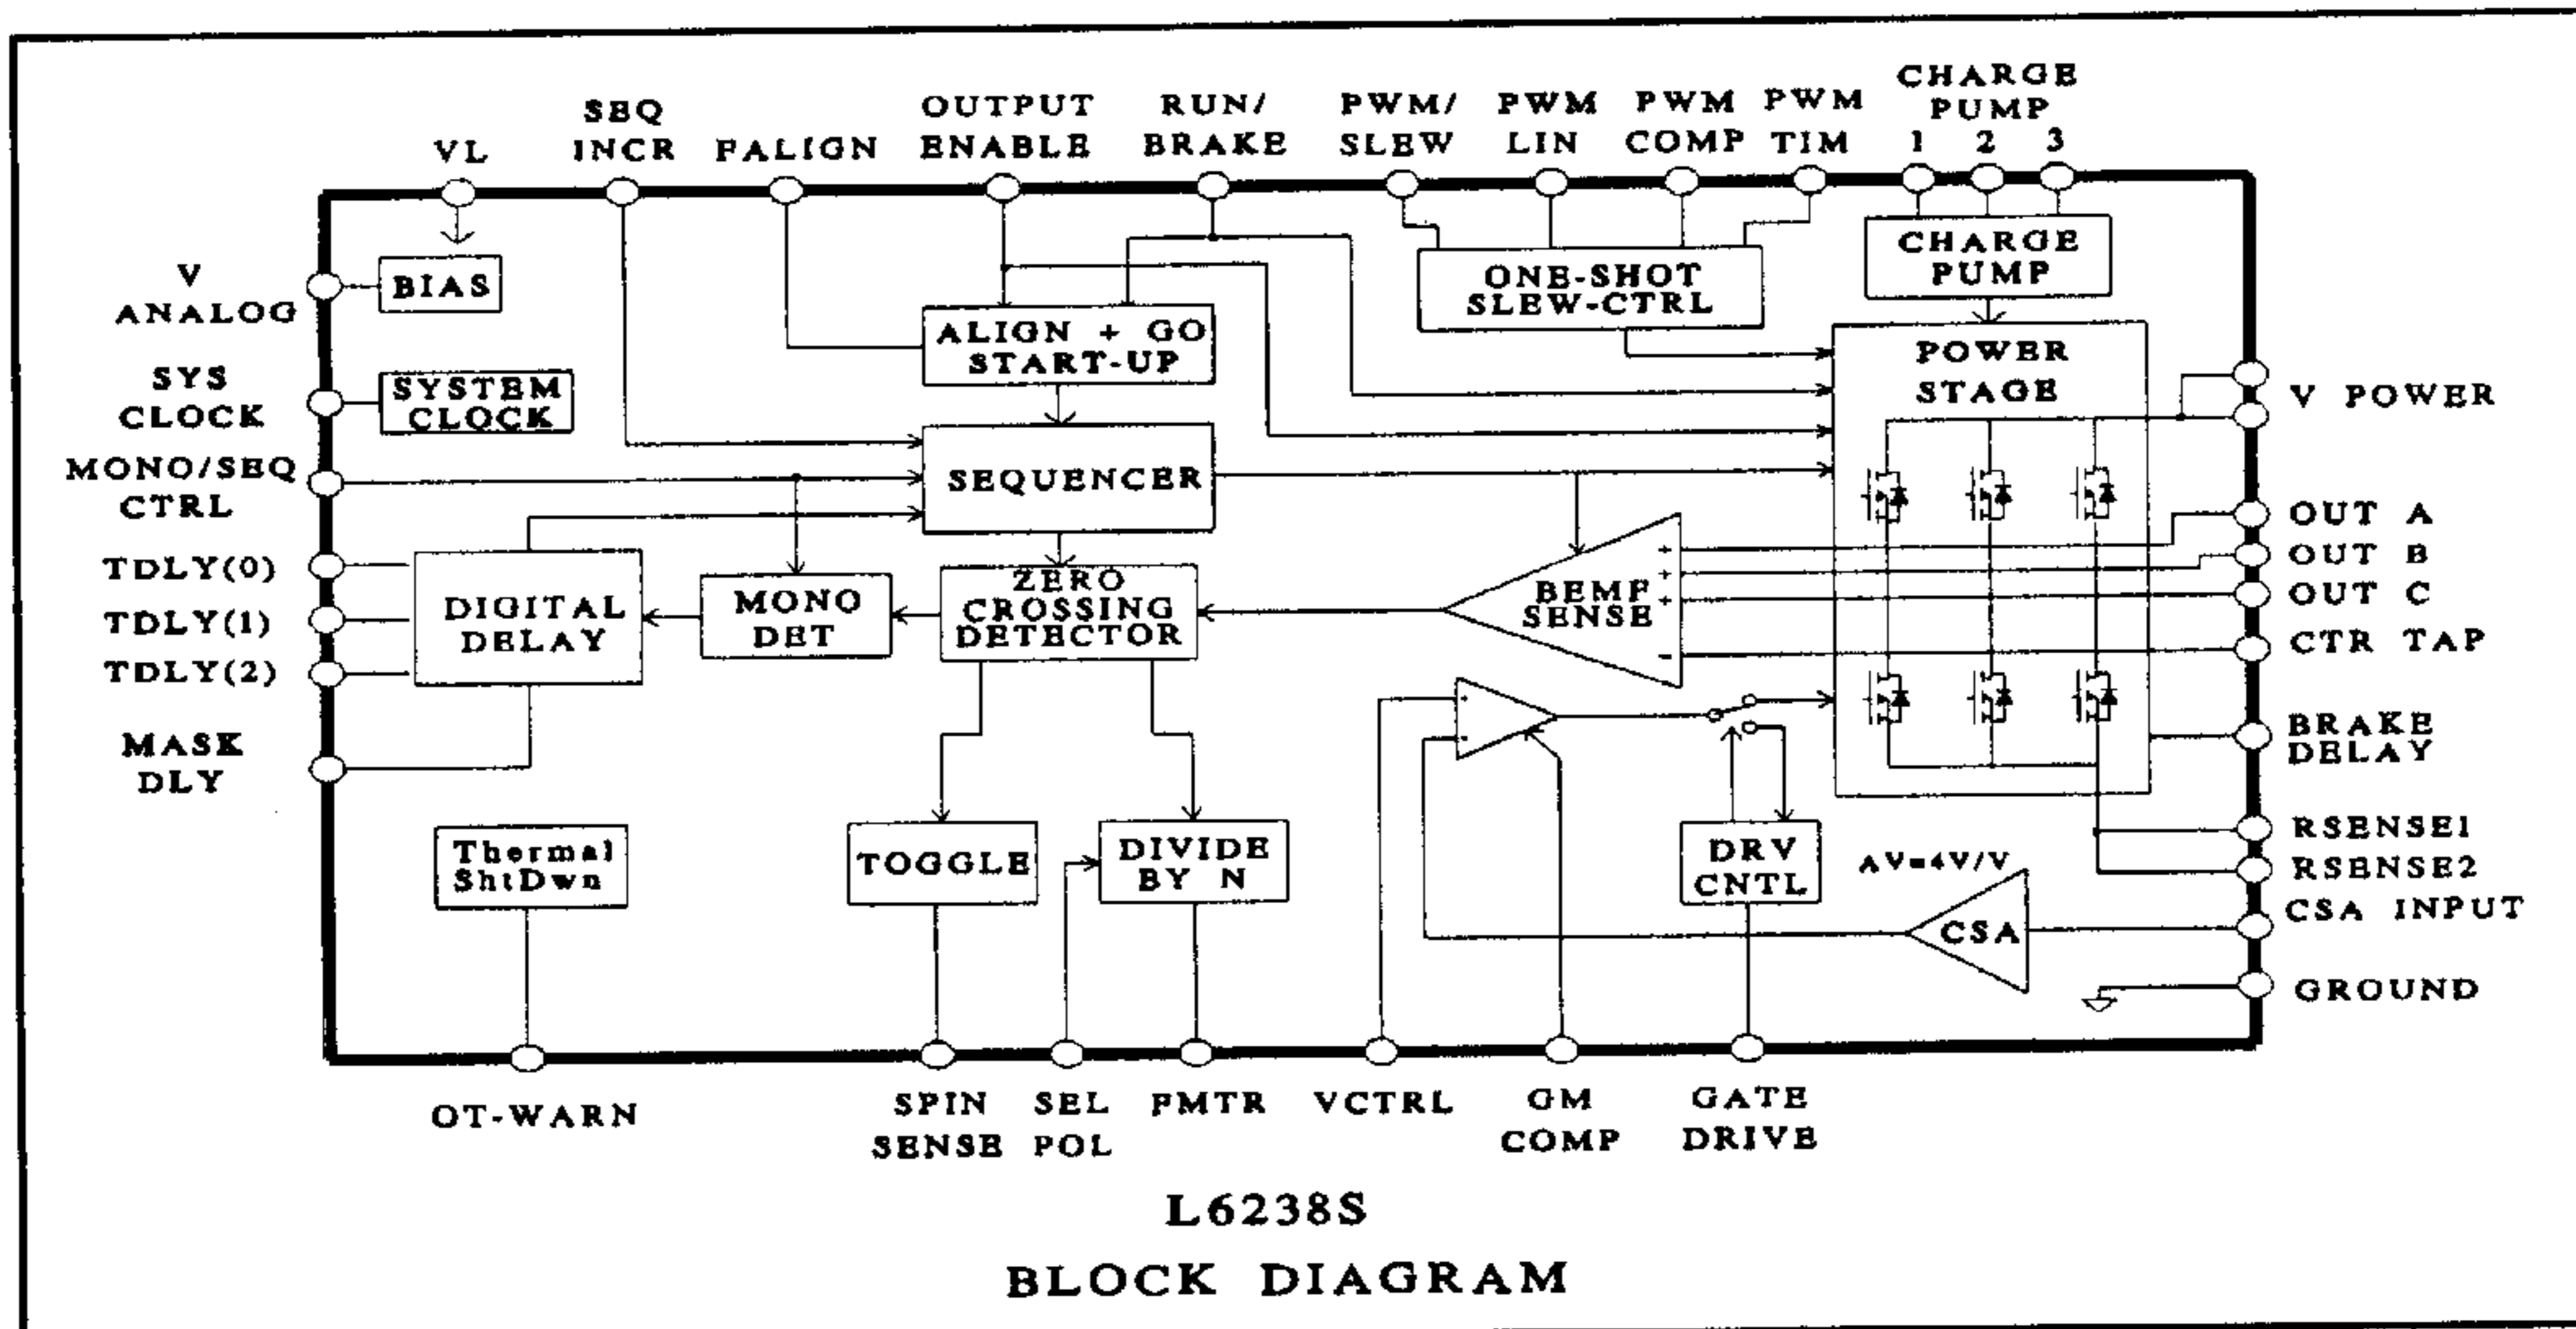 CHARGE
PUMP
SEQ
INCR
OUTPUT
ENABLE
RUN/
BRAKE
PWM/
SLEW
PWM
LIN
PWM
COMP
PWM
TIM
1 2 3
VL
FALIGN
V
ANALOG
BIAS
ONE-SHOT
SLEW-CTRL
CHARGE
PUMP
ALIGN + GO
START-UP
POWER
STAGE
SYS
CLOCK
SYSTEM
CLOCK
V POWER
MONO/SEQ
CTRL
SEQUENCER
OUT A
OUT B
OUT C
CTR TAP
TDLY(0)
TDLY(1)
TDLY(2)
DIGITAL
DELAY
MONO
DET
ZERO
CROSSING
DETECTOR
BEMF
SENSE
+
+
+
-
+
-
MASK
DLY
BRAKE
DELAY
Thermal
ShtDwn
TOGGLE
DIVIDE
BY N
DRV
CNTL
AV=4V/V
CSA
RSENSE1
RSENSE2
CSA INPUT
GROUND
OT-WARN
SPIN
SENSE
SEL
POL
FMTR
VCTRL
GM
COMP
GATE
DRIVE
L6238S
BLOCK DIAGRAM